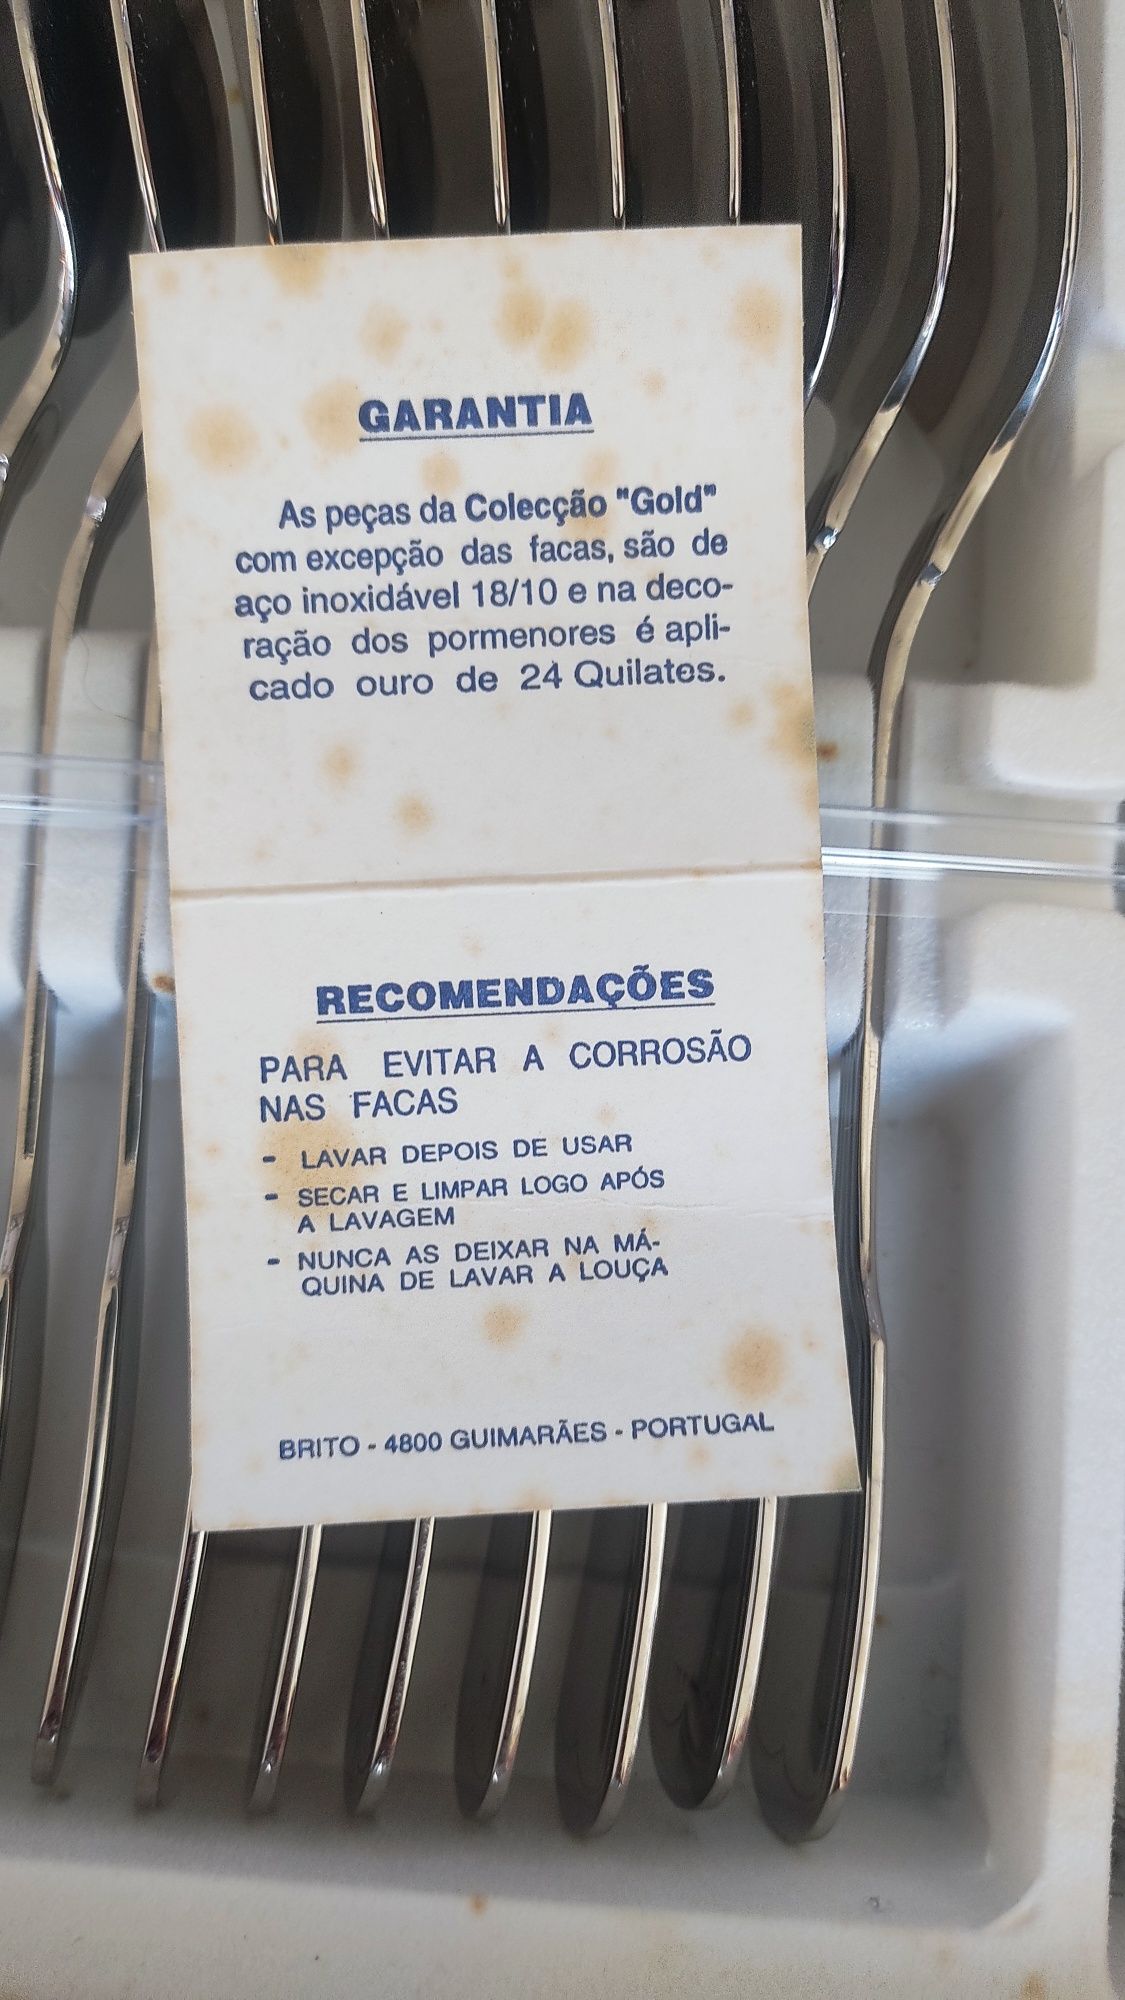 GARANTIA
As peças da Colecção "Gold"
com excepção das facas, são de
aço inoxidável 18/10 e na deco-
ração dos pormenores é apli-
cado ouro de 24 Quilates.
RECOMENDAÇÕES
PARA EVITAR A CORROSÃO
NAS FACAS
- LAVAR DEPOIS DE USAR
- SECAR E LIMPAR LOGO APÓS
A LAVAGEM
- NUNCA AS DEIXAR NA MÁ-
QUINA DE LAVAR A LOUÇA
BRITO - 4800 GUIMARÃES - PORTUGAL